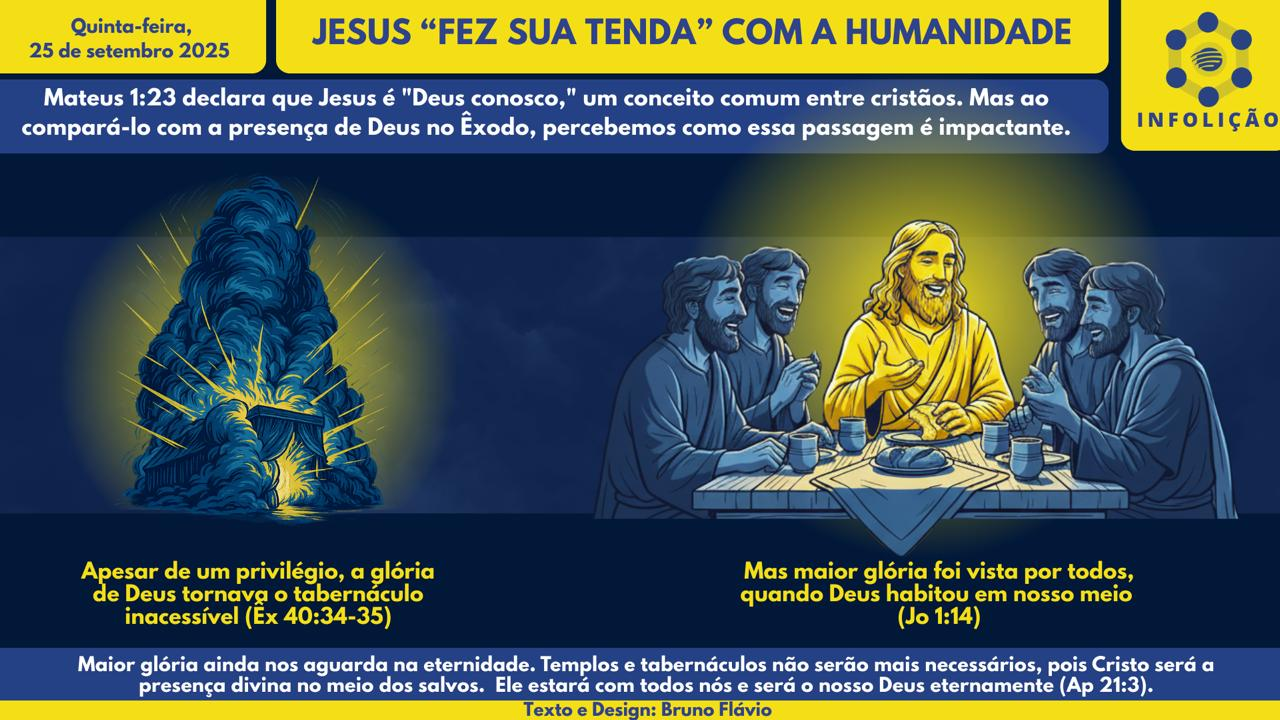 Quinta-feira,
25 de setembro 2025
JESUS “FEZ SUA TENDA” COM A HUMANIDADE
INFOLIÇÃO
Mateus 1:23 declara que Jesus é "Deus conosco," um conceito comum entre cristãos. Mas ao
compará-lo com a presença de Deus no Êxodo, percebemos como essa passagem é impactante.
Apesar de um privilégio, a glória
de Deus tornava o tabernáculo
inacessível (Êx 40:34-35)
Mas maior glória foi vista por todos,
quando Deus habitou em nosso meio
(Jo 1:14)
Maior glória ainda nos aguarda na eternidade. Templos e tabernáculos não serão mais necessários, pois Cristo será a
presença divina no meio dos salvos.  Ele estará com todos nós e será o nosso Deus eternamente (Ap 21:3).
Texto e Design: Bruno Flávio